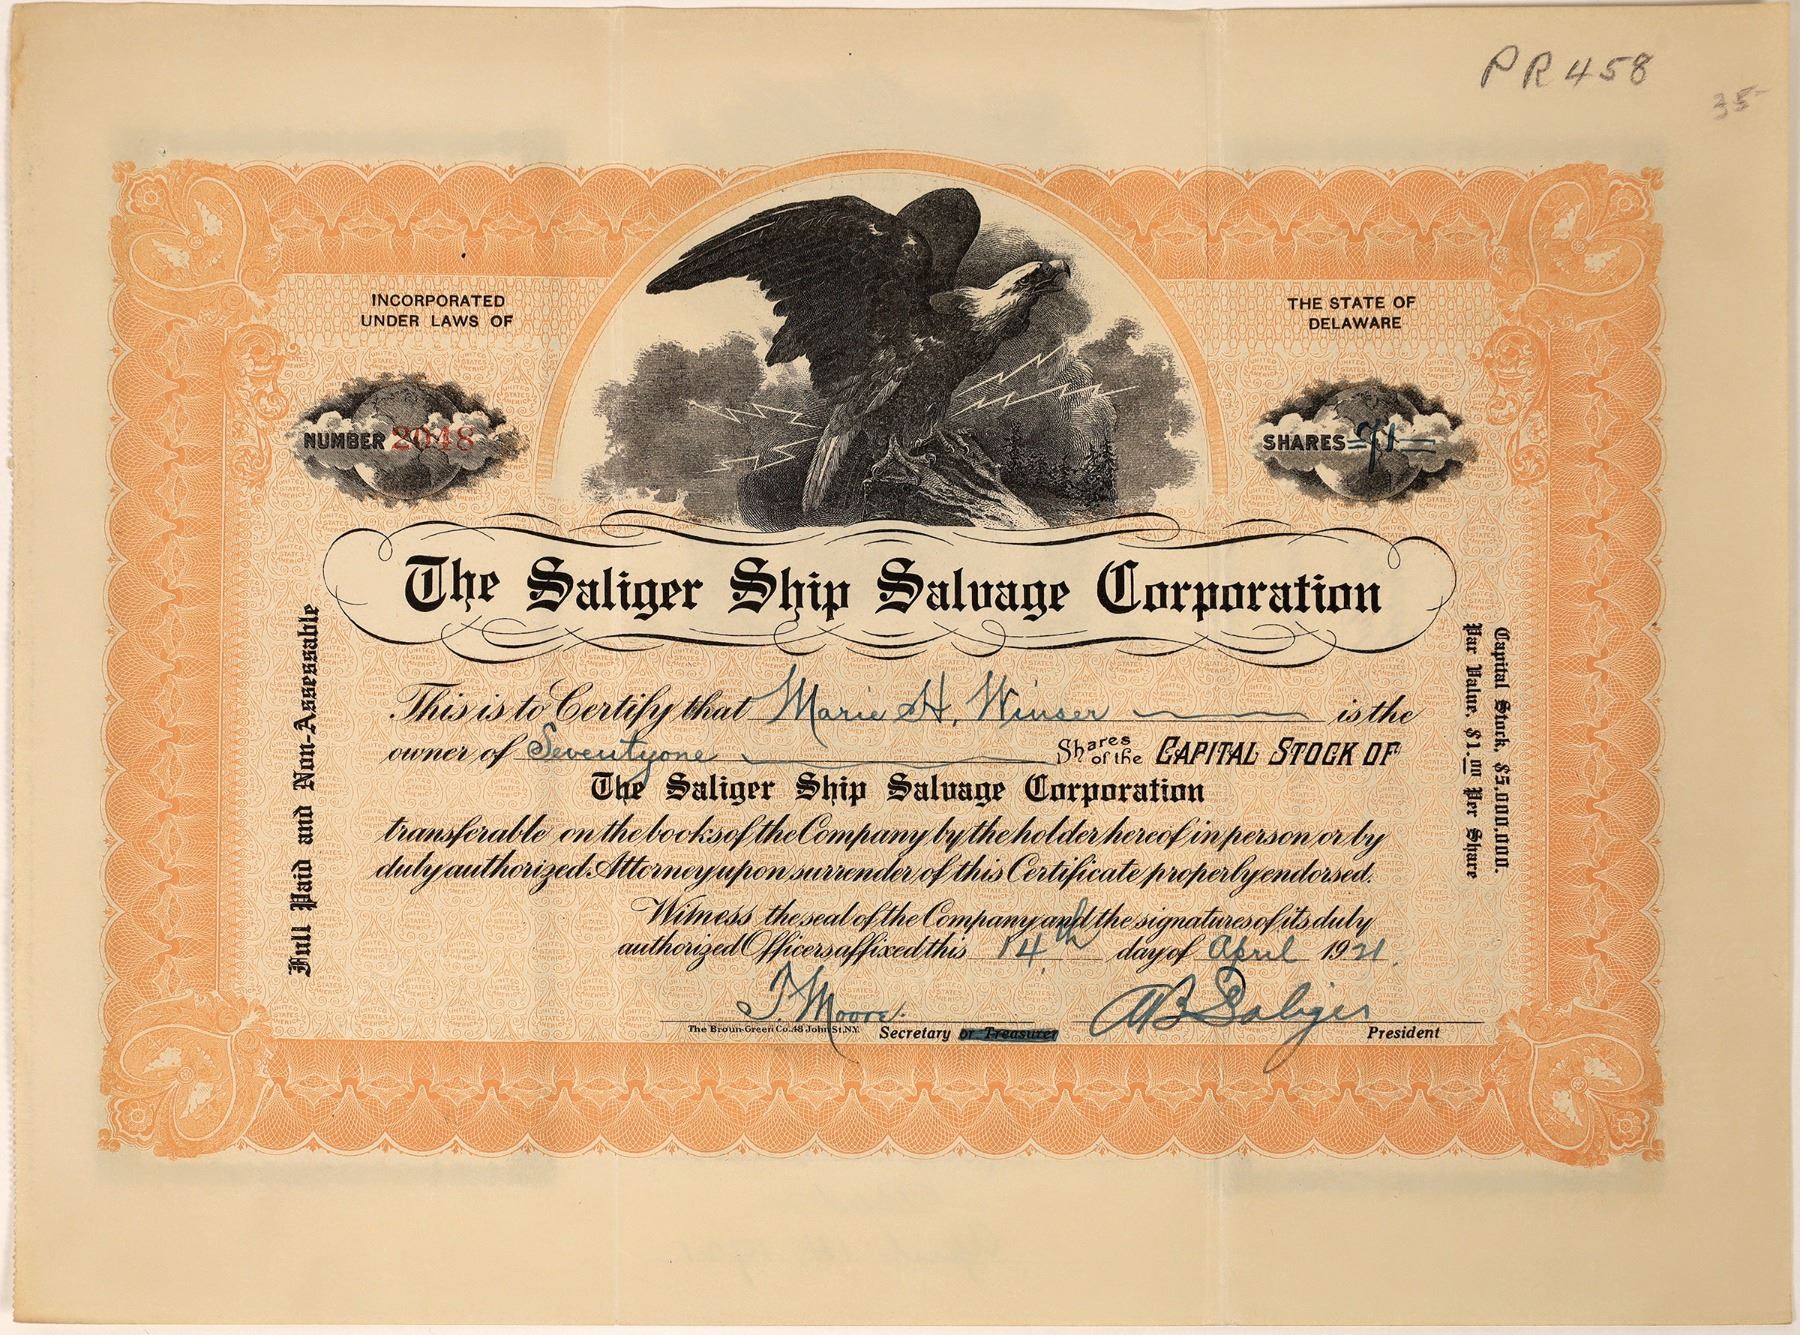 PR458
35-
INCORPORATED
UNDER LAWS OF
THE STATE OF
DELAWARE
NUMBER 2048
SHARES =71=
The Saliger Ship Salvage Corporation
Full Paid and Non-Assessable
Capital Stock, $5,000,000.
Par Value, $1.00 Per Share
This is to Certify that Marie H. Winser is the
owner of Seventyone Shares of the CAPITAL STOCK OF
The Saliger Ship Salvage Corporation
transferable on the books of the Company by the holder hereof in person or by
duly authorized Attorney upon surrender of this Certificate properly endorsed.
Witness the seal of the Company and the signatures of its duly
authorized Officers affixed this 14th day of April 1921.
T. Moore. AB Saliger
The Broun-Green Co. 48 John St. N.Y. Secretary or Treasurer President